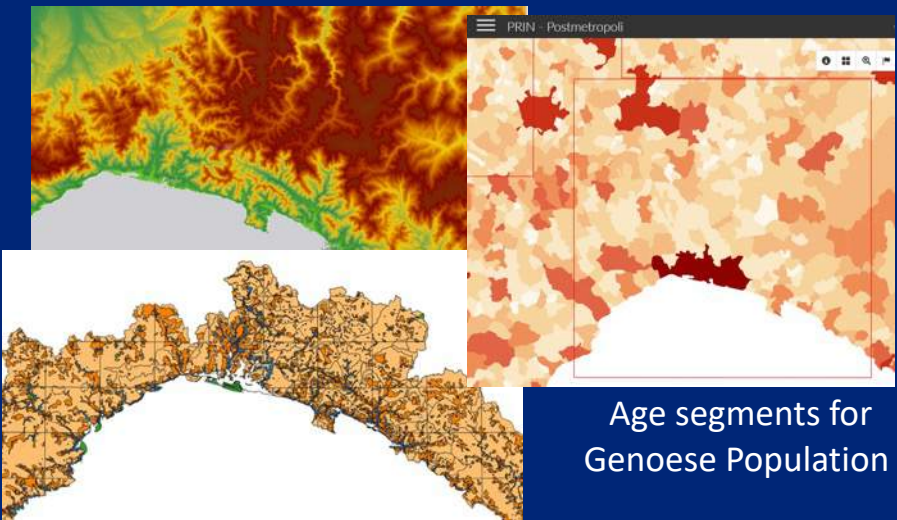 PRIN - Postmetropoli
Age segments for
Genoese Population